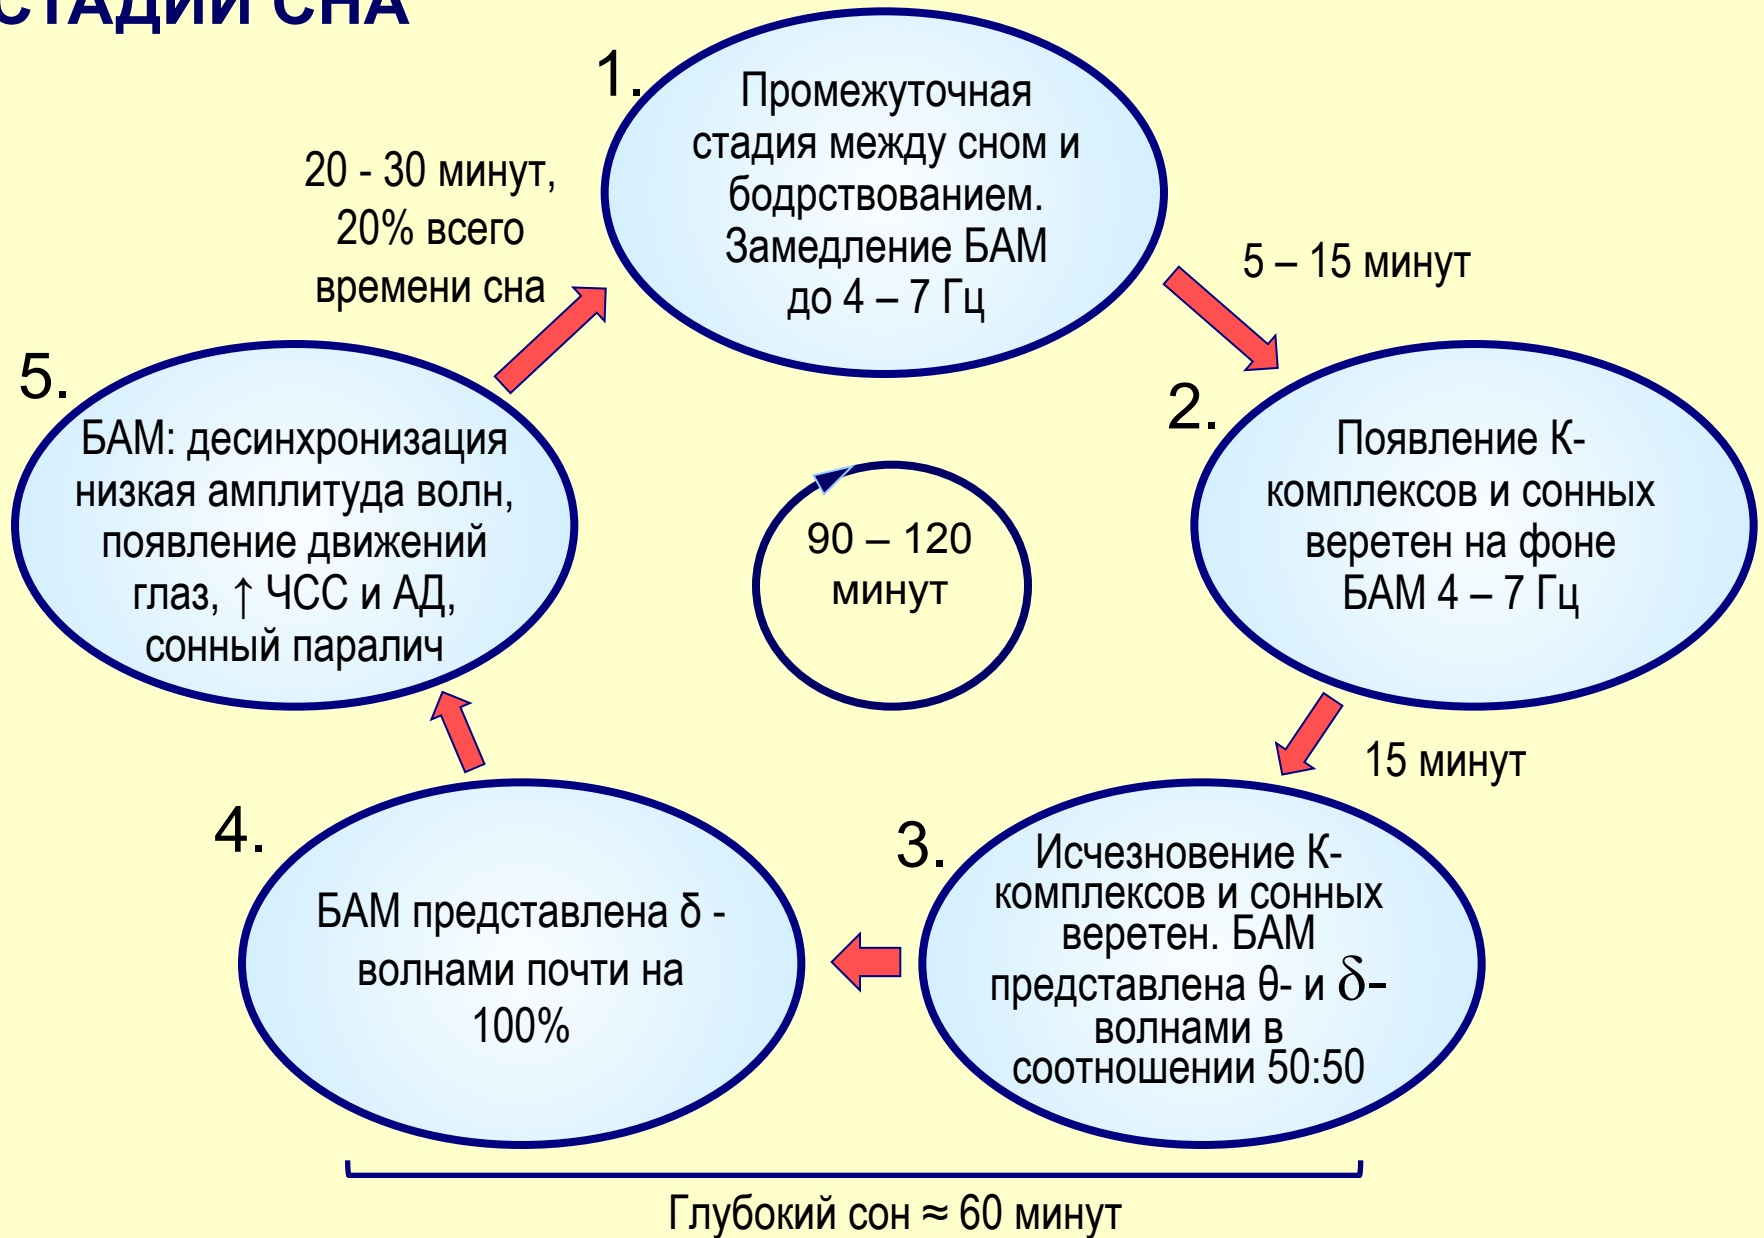 СТАДИИ СНА
1.
Промежуточная
стадия между сном и
бодрствованием.
Замедление БАМ
до 4 – 7 Гц
5 – 15 минут
2.
Появление К-
комплексов и сонных
веретен на фоне
БАМ 4 – 7 Гц
15 минут
3.
Исчезновение К-
комплексов и сонных
веретен. БАМ
представлена θ- и δ-
волнами в
соотношении 50:50
4.
БАМ представлена δ -
волнами почти на
100%
Глубокий сон ≈ 60 минут
5.
БАМ: десинхронизация
низкая амплитуда волн,
появление движений
глаз, ↑ ЧСС и АД,
сонный паралич
20 - 30 минут,
20% всего
времени сна
90 – 120
минут